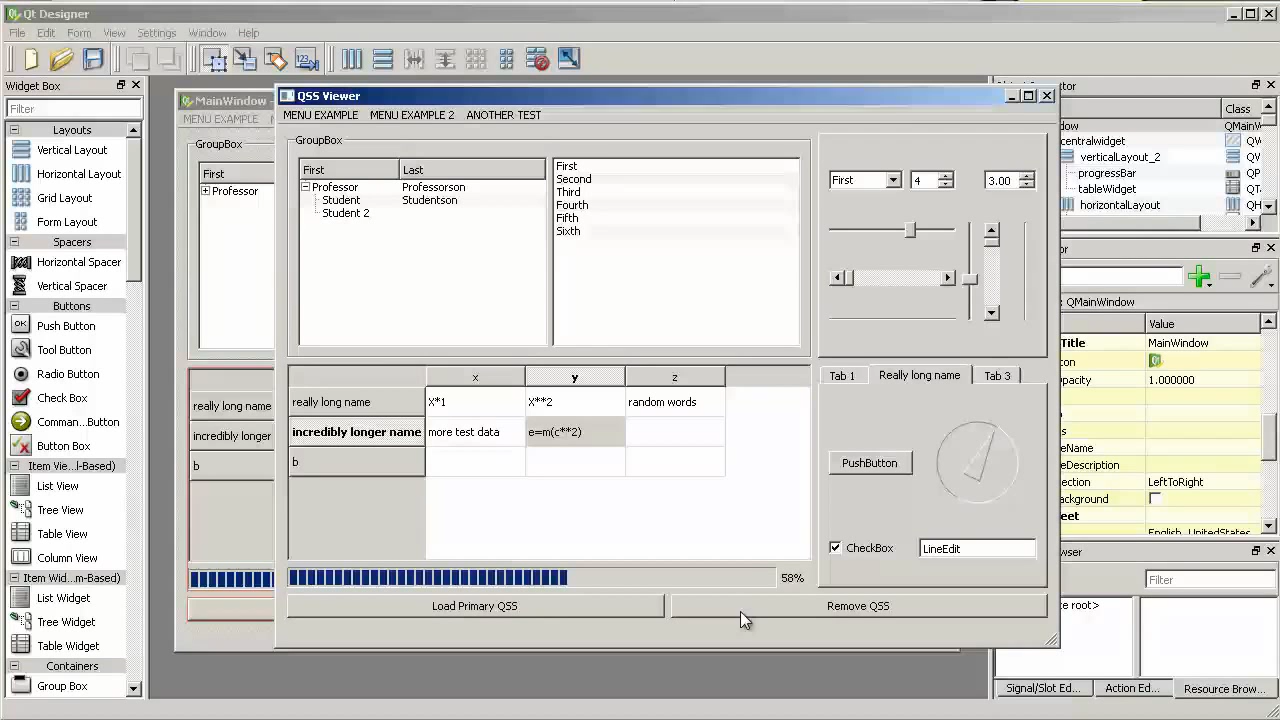 Qt Designer
File Edit Form View Settings Window Help
Widget Box
Filter
Layouts
Vertical Layout
Horizontal Layout
Grid Layout
Form Layout
Spacers
Horizontal Spacer
Vertical Spacer
Buttons
OK Push Button
Tool Button
Radio Button
Check Box
Comman...Button
Button Box
Item Vie...l-Based)
List View
Tree View
Table View
Column View
Item Wid...m-Based)
List Widget
Tree Widget
Table Widget
Containers
Group Box
MainWindow -
MENU EXAMPLE
GroupBox
First
Professor
really long name
incredibly longer
b
QSS Viewer
MENU EXAMPLE MENU EXAMPLE 2 ANOTHER TEST
GroupBox
First Last
Professor Professorson
Student Studentson
Student 2
First
Second
Third
Fourth
Fifth
Sixth
First 4 3.00
x y z
really long name X*1 X**2 random words
incredibly longer name more test data e=m(c**2)
b
58%
Load Primary QSS Remove QSS
Tab 1 Really long name Tab 3
PushButton
CheckBox LineEdit
Class
dow QMainW
centralwidget QW
verticalLayout_2
progressBar QP
tableWidget
horizontalLayout QH
: QMainWindow
Value
Title MainWindow
Opacity 1.000000
eName
eDescription
ection LeftToRight
ackground
eet
English, UnitedStates
owser
Filter
e root>
Signal/Slot Ed... Action Ed... Resource Brow...